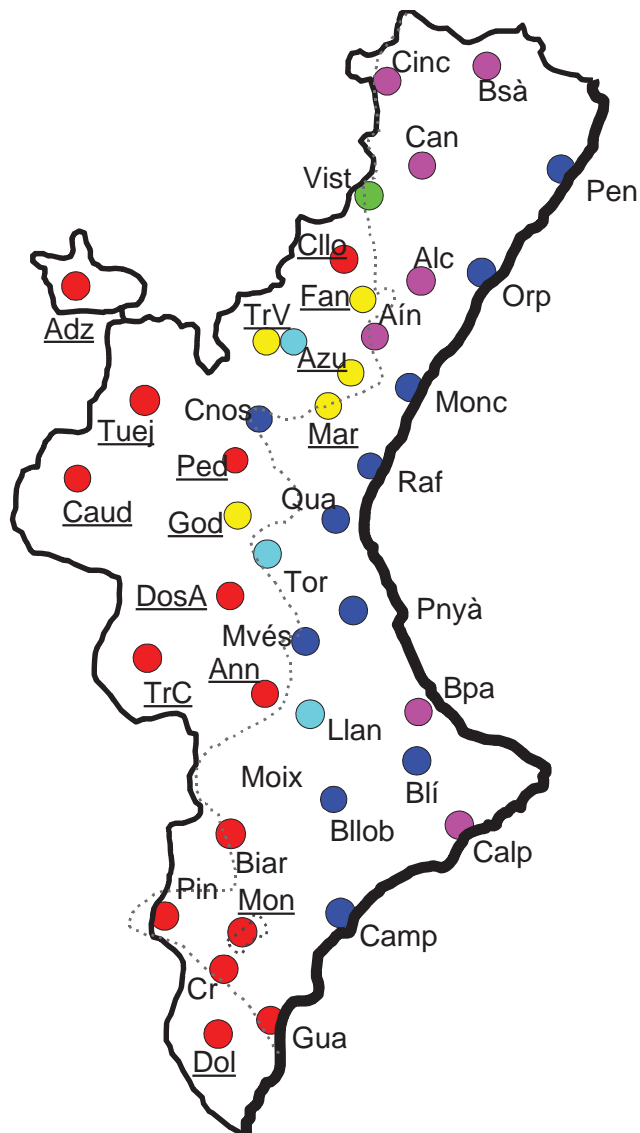 Cinc
Bsà
Can
Vist
Pen
Cllo
Alc
Fan
Orp
Adz
TrV
Aín
Azu
Cnos
Mar
Monc
Tuej
Ped
Raf
Caud
Qua
God
Tor
DosA
Pnyà
Mvés
Ann
TrC
Bpa
Llan
Moix
Blí
Bllob
Calp
Biar
Pin
Mon
Camp
Cr
Gua
Dol